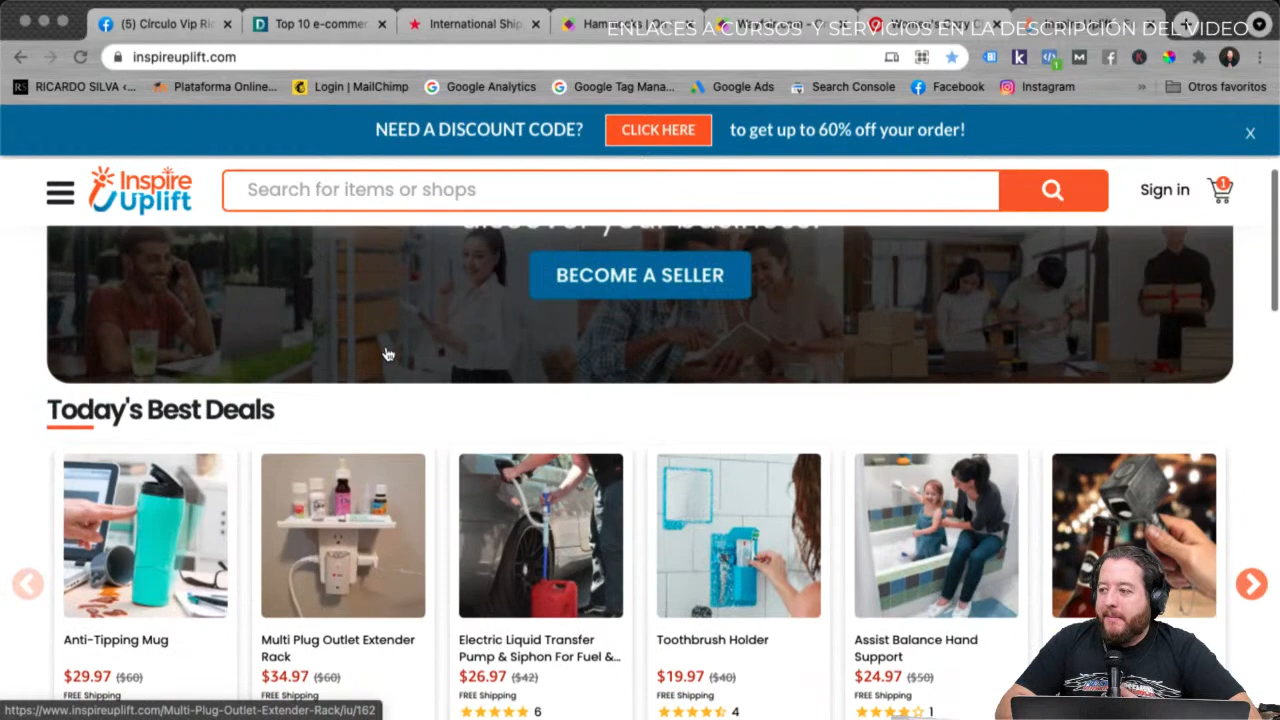 (5) Círculo Vip Ri
Top 10 e-commer
International Ship
ENLACES A CURSOS Y SERVICIOS EN LA DESCRIPCIÓN DEL VIDEO
inspireuplift.com
RICARDO SILVA <...
Plataforma Online...
Login | MailChimp
Google Analytics
Google Tag Mana...
Google Ads
Search Console
Facebook
Instagram
»
Otros favoritos
NEED A DISCOUNT CODE?
CLICK HERE
to get up to 60% off your order!
X
Inspire
Uplift
Search for items or shops
Sign in
1
BECOME A SELLER
Today's Best Deals
Anti-Tipping Mug
$29.97 ($60)
FREE Shipping
Multi Plug Outlet Extender
Rack
$34.97 ($60)
FREE Shipping
Electric Liquid Transfer
Pump & Siphon For Fuel &...
$26.97 ($42)
FREE Shipping
6
Toothbrush Holder
$19.97 ($40)
FREE Shipping
4
Assist Balance Hand
Support
$24.97 ($50)
FREE Shipping
1
https://www.inspireuplift.com/Multi-Plug-Outlet-Extender-Rack/iu/162